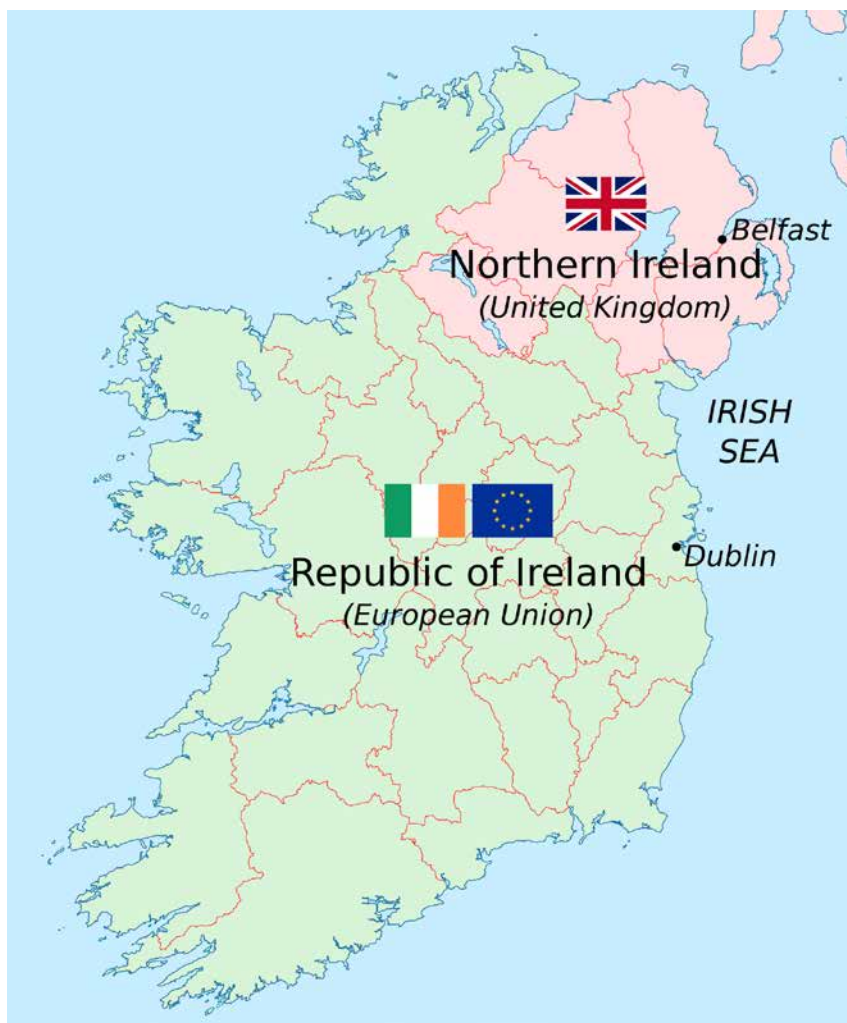 Belfast
Northern Ireland
(United Kingdom)
IRISH
SEA
Dublin
Republic of Ireland
(European Union)